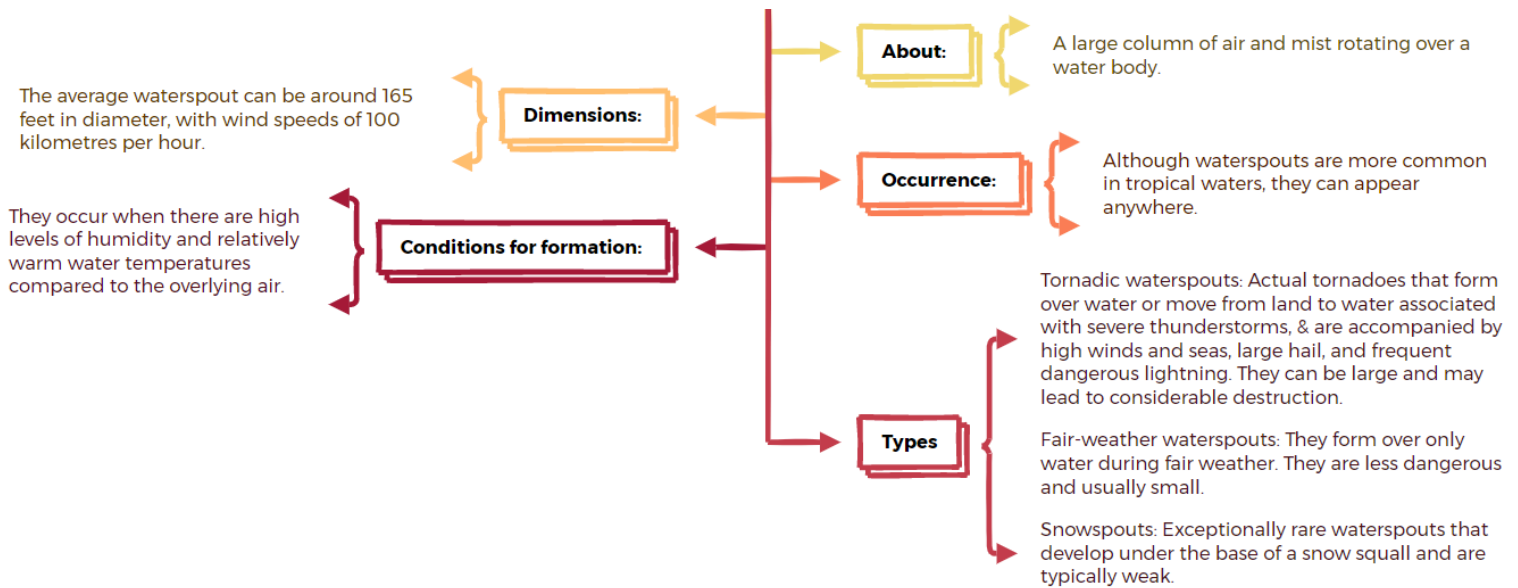 About:
A large column of air and mist rotating over a
water body.
Dimensions:
The average waterspout can be around 165
feet in diameter, with wind speeds of 100
kilometres per hour.
Occurrence:
Although waterspouts are more common
in tropical waters, they can appear
anywhere.
Conditions for formation:
They occur when there are high
levels of humidity and relatively
warm water temperatures
compared to the overlying air.
Types
Tornadic waterspouts: Actual tornadoes that form
over water or move from land to water associated
with severe thunderstorms, & are accompanied by
high winds and seas, large hail, and frequent
dangerous lightning. They can be large and may
lead to considerable destruction.
Fair-weather waterspouts: They form over only
water during fair weather. They are less dangerous
and usually small.
Snowspouts: Exceptionally rare waterspouts that
develop under the base of a snow squall and are
typically weak.